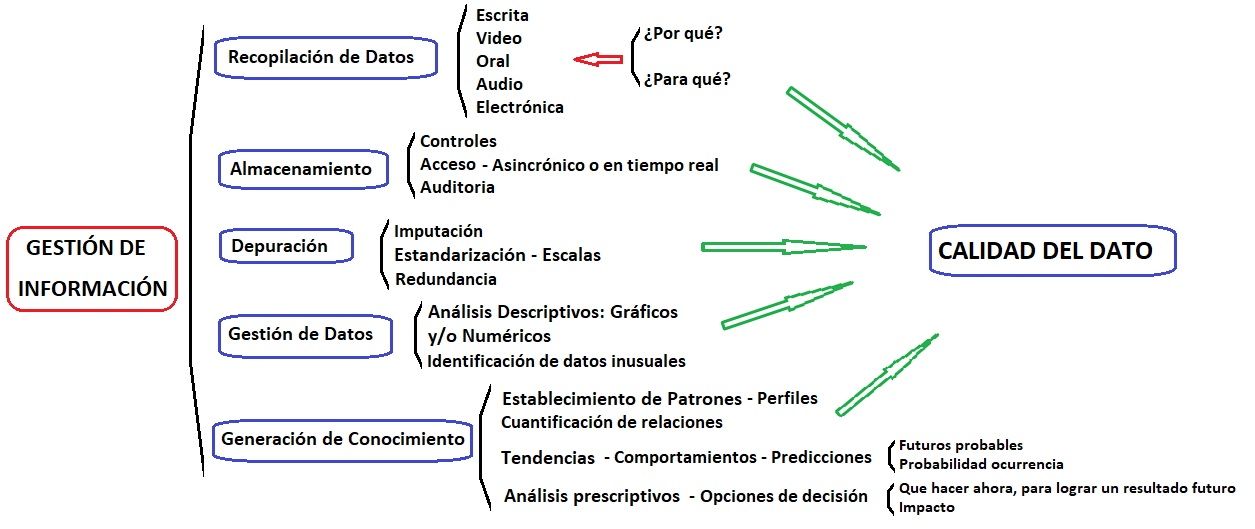 GESTIÓN DE
INFORMACIÓN
Recopilación de Datos
Escrita
Video
Oral
Audio
Electrónica
¿Por qué?
¿Para qué?
Almacenamiento
Controles
Acceso - Asincrónico o en tiempo real
Auditoria
Depuración
Imputación
Estandarización - Escalas
Redundancia
Gestión de Datos
Análisis Descriptivos: Gráficos
y/o Numéricos
Identificación de datos inusuales
Generación de Conocimiento
Establecimiento de Patrones - Perfiles
Cuantificación de relaciones
Tendencias - Comportamientos - Predicciones
Futuros probables
Probabilidad ocurrencia
Análisis prescriptivos - Opciones de decisión
Que hacer ahora, para lograr un resultado futuro
Impacto
CALIDAD DEL DATO